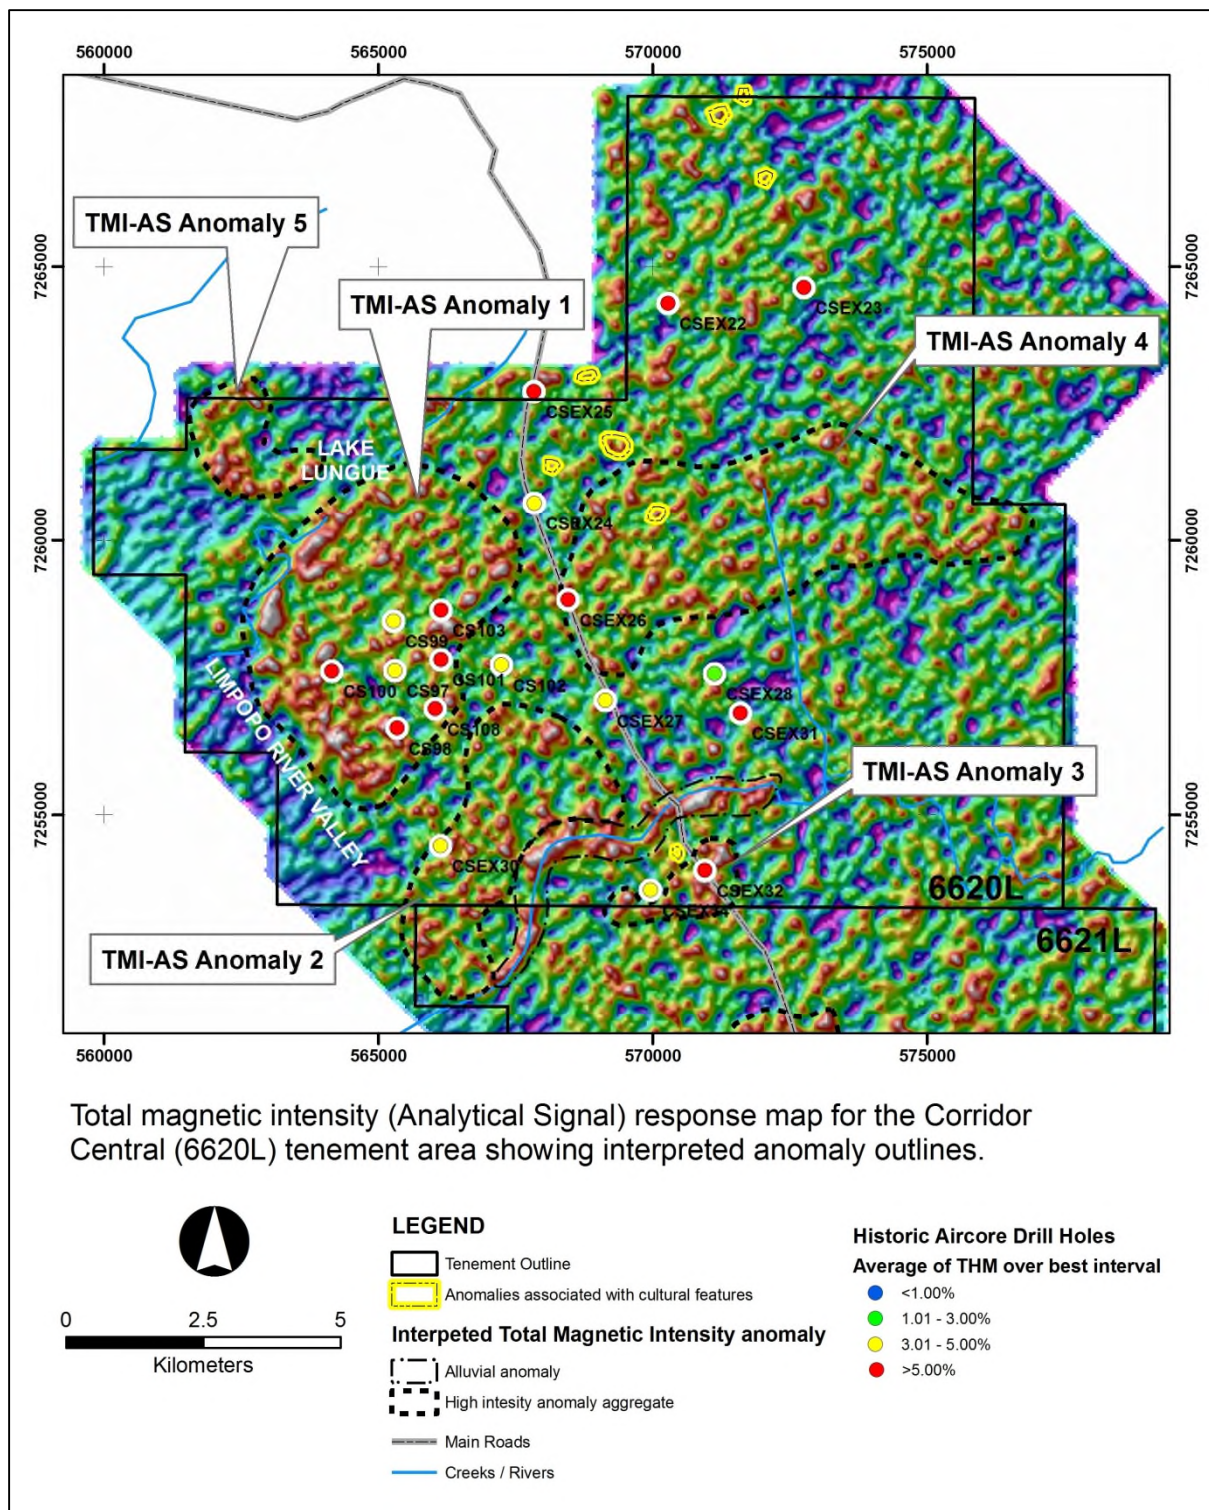 560000
565000
570000
575000
TMI-AS Anomaly 5
TMI-AS Anomaly 1
7265000
7265000
CSEX22
CSEX23
TMI-AS Anomaly 4
CSEX25
LAKE
LUNGUE
CSEX24
7260000
7260000
CSEX26
CS103
CS99
CS101
CS102
CS100
CS97
CSEX28
CSEX27
CS108
CSEX31
CS98
LIMPOPO RIVER VALLEY
TMI-AS Anomaly 3
7255000
7255000
CSEX30
CSEX32
6620L
CSEX34
6621L
TMI-AS Anomaly 2
560000
565000
570000
575000
Total magnetic intensity (Analytical Signal) response map for the Corridor
Central (6620L) tenement area showing interpreted anomaly outlines.
LEGEND
Tenement Outline
Anomalies associated with cultural features
Interpeted Total Magnetic Intensity anomaly
Alluvial anomaly
High intesity anomaly aggregate
Main Roads
Creeks / Rivers
0
2.5
5
Kilometers
Historic Aircore Drill Holes
Average of THM over best interval
<1.00%
1.01 - 3.00%
3.01 - 5.00%
>5.00%